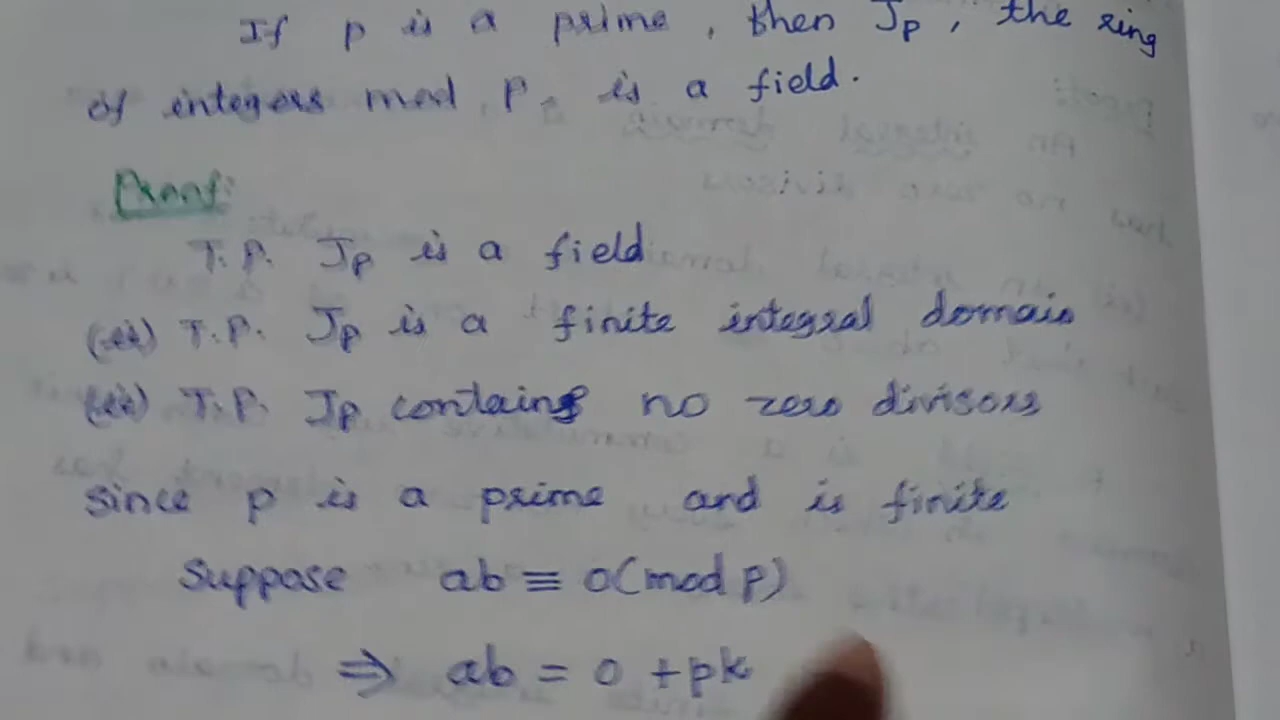 If p is a prime, then Jp, the ring
of integers mod p, is a field.
Proof:
T.P. Jp is a field
(ie) T.P. Jp is a finite integral domain
(ie) T.P. Jp contains no zero divisors
since p is a prime and is finite
Suppose ab ≡ 0(mod p)
⇒ ab = 0 + pk